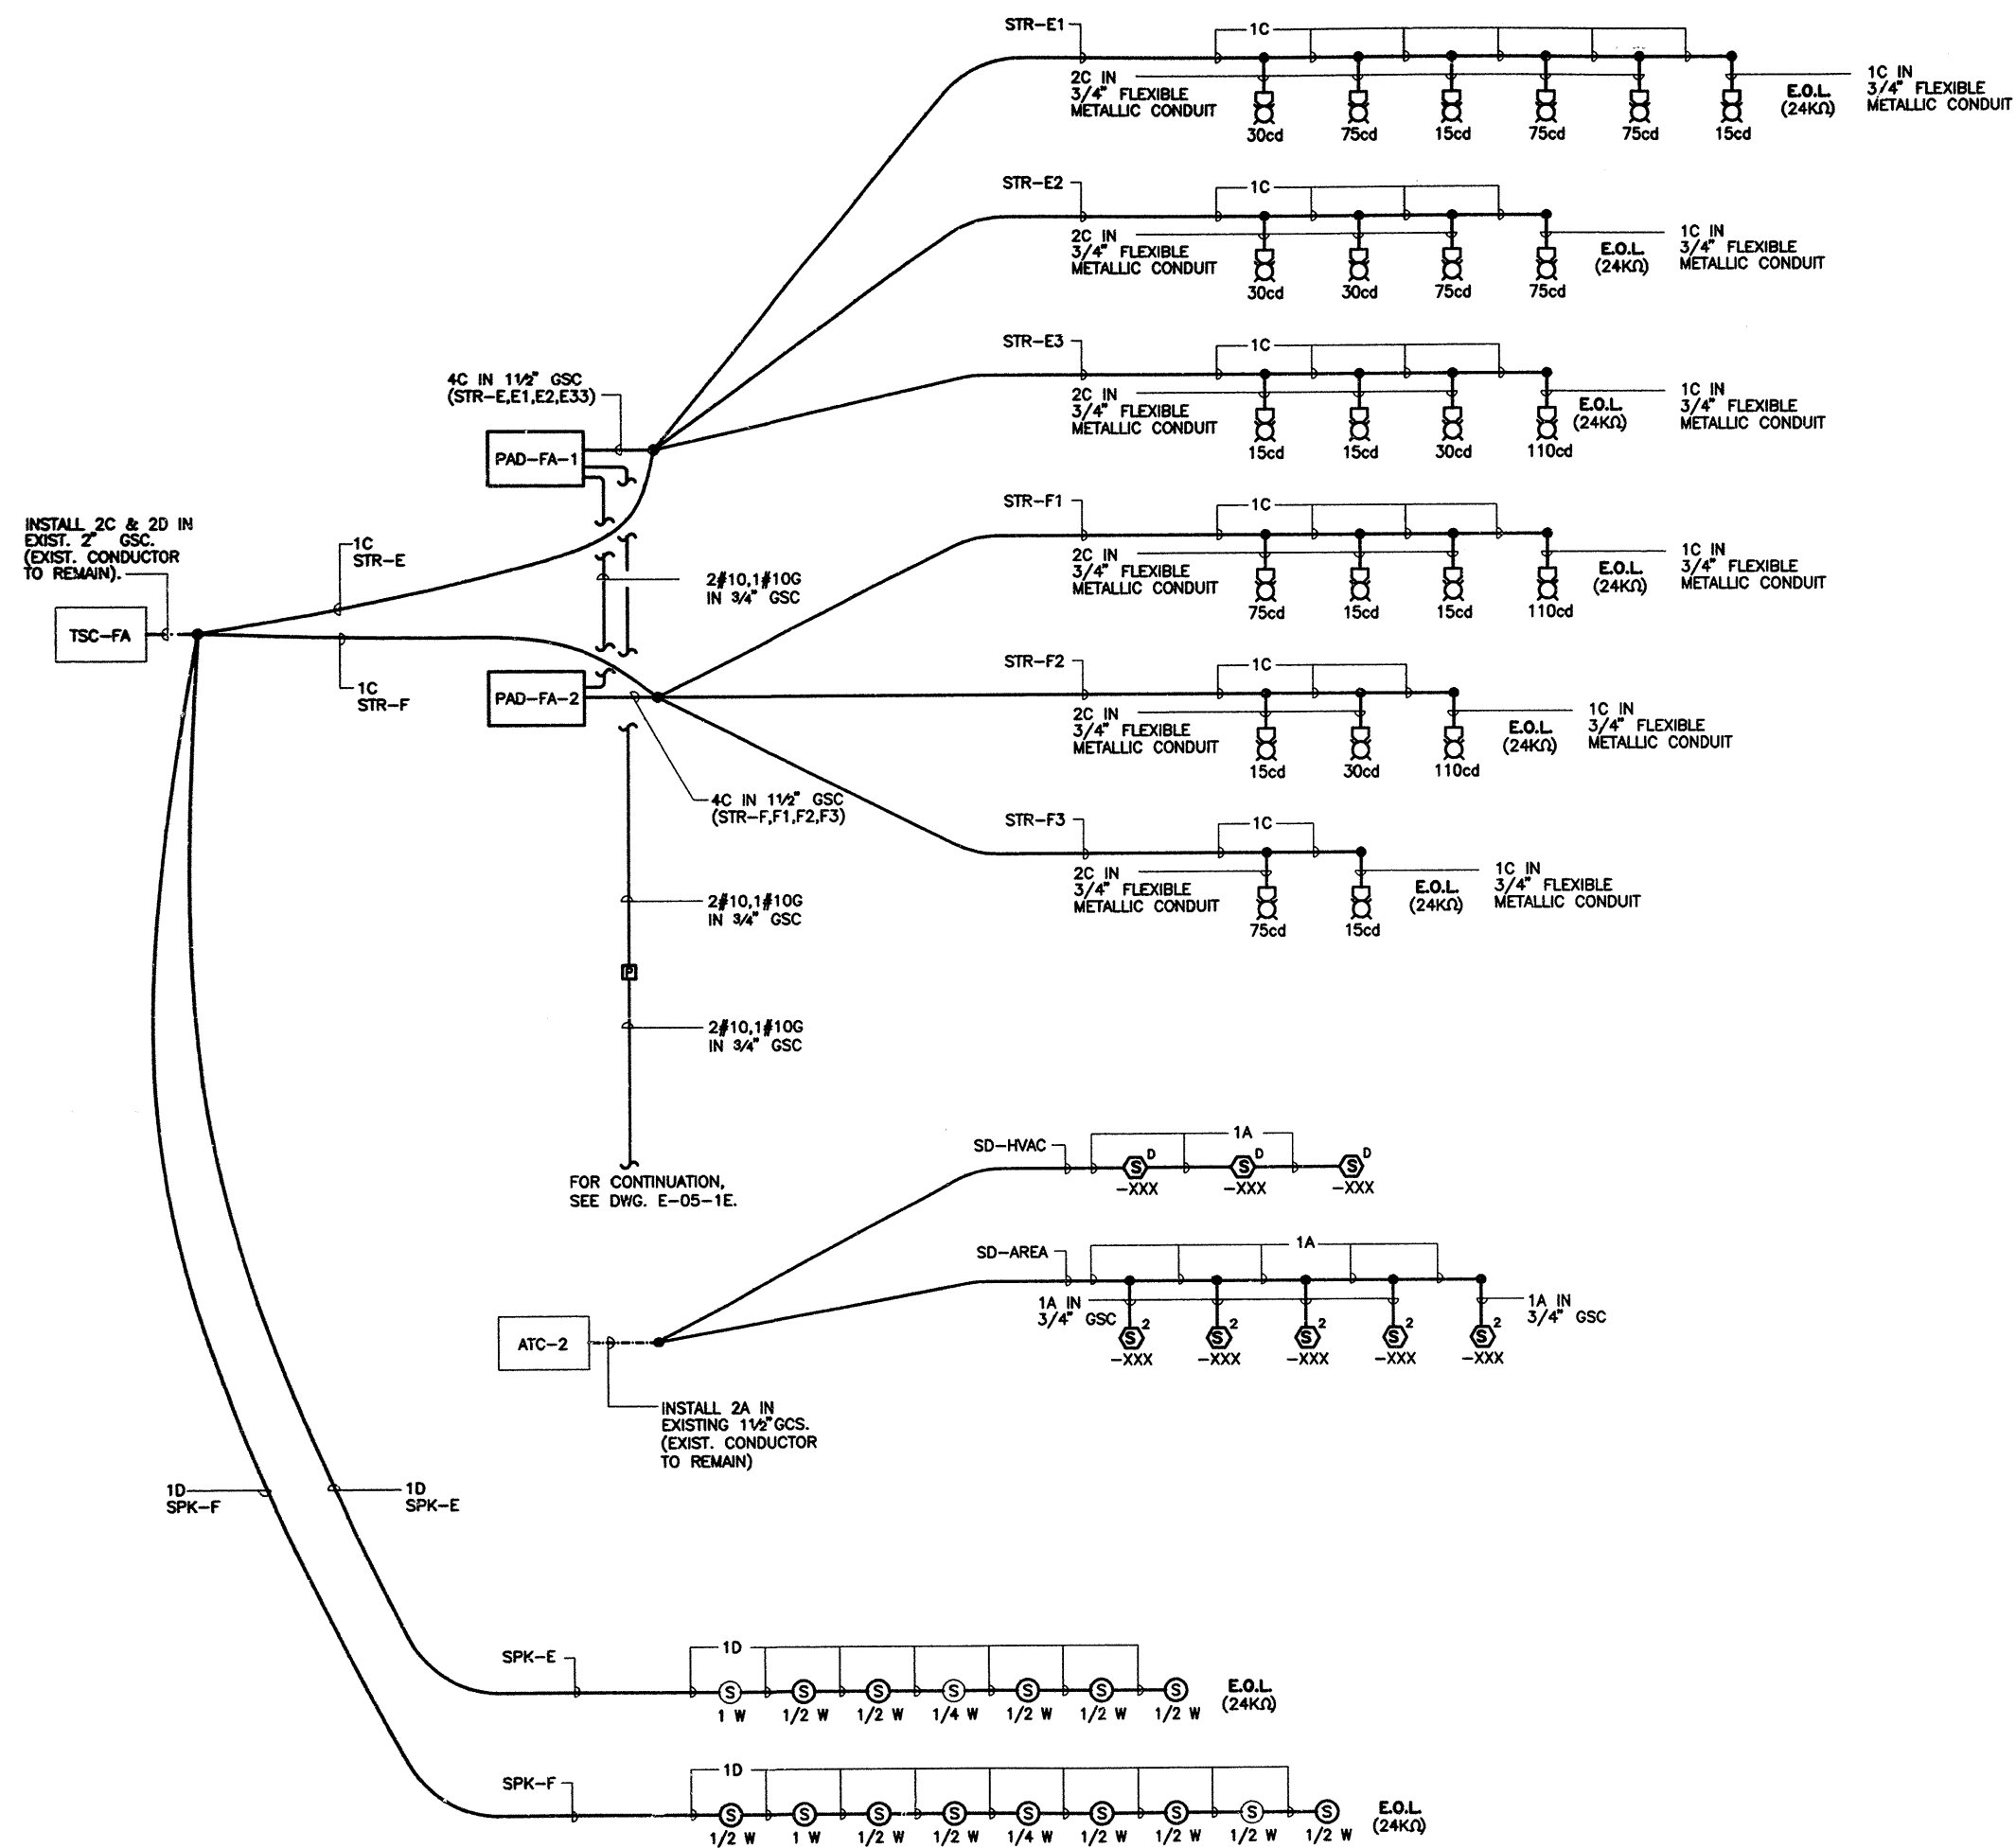 STR-E1
1C
2C IN
3/4" FLEXIBLE
METALLIC CONDUIT
30cd
75cd
15cd
75cd
75cd
15cd
E.O.L.
(24KΩ)
1C IN
3/4" FLEXIBLE
METALLIC CONDUIT
STR-E2
1C
2C IN
3/4" FLEXIBLE
METALLIC CONDUIT
30cd
30cd
75cd
75cd
E.O.L.
(24KΩ)
1C IN
3/4" FLEXIBLE
METALLIC CONDUIT
STR-E3
1C
2C IN
3/4" FLEXIBLE
METALLIC CONDUIT
15cd
15cd
30cd
110cd
E.O.L.
(24KΩ)
1C IN
3/4" FLEXIBLE
METALLIC CONDUIT
4C IN 11/2" GSC
(STR-E,E1,E2,E33)
PAD-FA-1
STR-F1
1C
2C IN
3/4" FLEXIBLE
METALLIC CONDUIT
75cd
15cd
15cd
110cd
E.O.L.
(24KΩ)
1C IN
3/4" FLEXIBLE
METALLIC CONDUIT
INSTALL 2C & 2D IN
EXIST. 2" GSC.
(EXIST. CONDUCTOR
TO REMAIN).
1C
STR-E
2#10,1#10G
IN 3/4" GSC
TSC-FA
1C
STR-F
PAD-FA-2
STR-F2
1C
2C IN
3/4" FLEXIBLE
METALLIC CONDUIT
15cd
30cd
110cd
E.O.L.
(24KΩ)
1C IN
3/4" FLEXIBLE
METALLIC CONDUIT
4C IN 11/2" GSC
(STR-F,F1,F2,F3)
STR-F3
1C
2C IN
3/4" FLEXIBLE
METALLIC CONDUIT
75cd
15cd
E.O.L.
(24KΩ)
1C IN
3/4" FLEXIBLE
METALLIC CONDUIT
2#10,1#10G
IN 3/4" GSC
P
2#10,1#10G
IN 3/4" GSC
FOR CONTINUATION,
SEE DWG. E-05-1E.
SD-HVAC
1A
S D
S D
S D
-XXX
-XXX
-XXX
SD-AREA
1A
1A IN
3/4" GSC
S 2
S 2
S 2
S 2
S 2
-XXX
-XXX
-XXX
-XXX
-XXX
1A IN
3/4" GSC
ATC-2
INSTALL 2A IN
EXISTING 11/2"GCS.
(EXIST. CONDUCTOR
TO REMAIN)
1D
SPK-F
1D
SPK-E
SPK-E
1D
S
S
S
S
S
S
S
1 W
1/2 W
1/2 W
1/4 W
1/2 W
1/2 W
1/2 W
E.O.L.
(24KΩ)
SPK-F
1D
S
S
S
S
S
S
S
S
S
1/2 W
1 W
1/2 W
1/2 W
1/4 W
1/2 W
1/2 W
1/2 W
1/2 W
E.O.L.
(24KΩ)